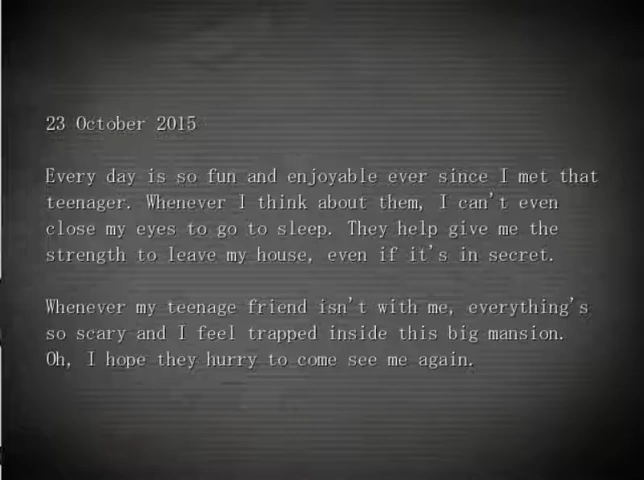 23 October 2015
Every day is so fun and enjoyable ever since I met that
teenager. Whenever I think about them, I can't even
close my eyes to go to sleep. They help give me the
strength to leave my house, even if it's in secret.
Whenever my teenage friend isn't with me, everything's
so scary and I feel trapped inside this big mansion.
Oh, I hope they hurry to come see me again.